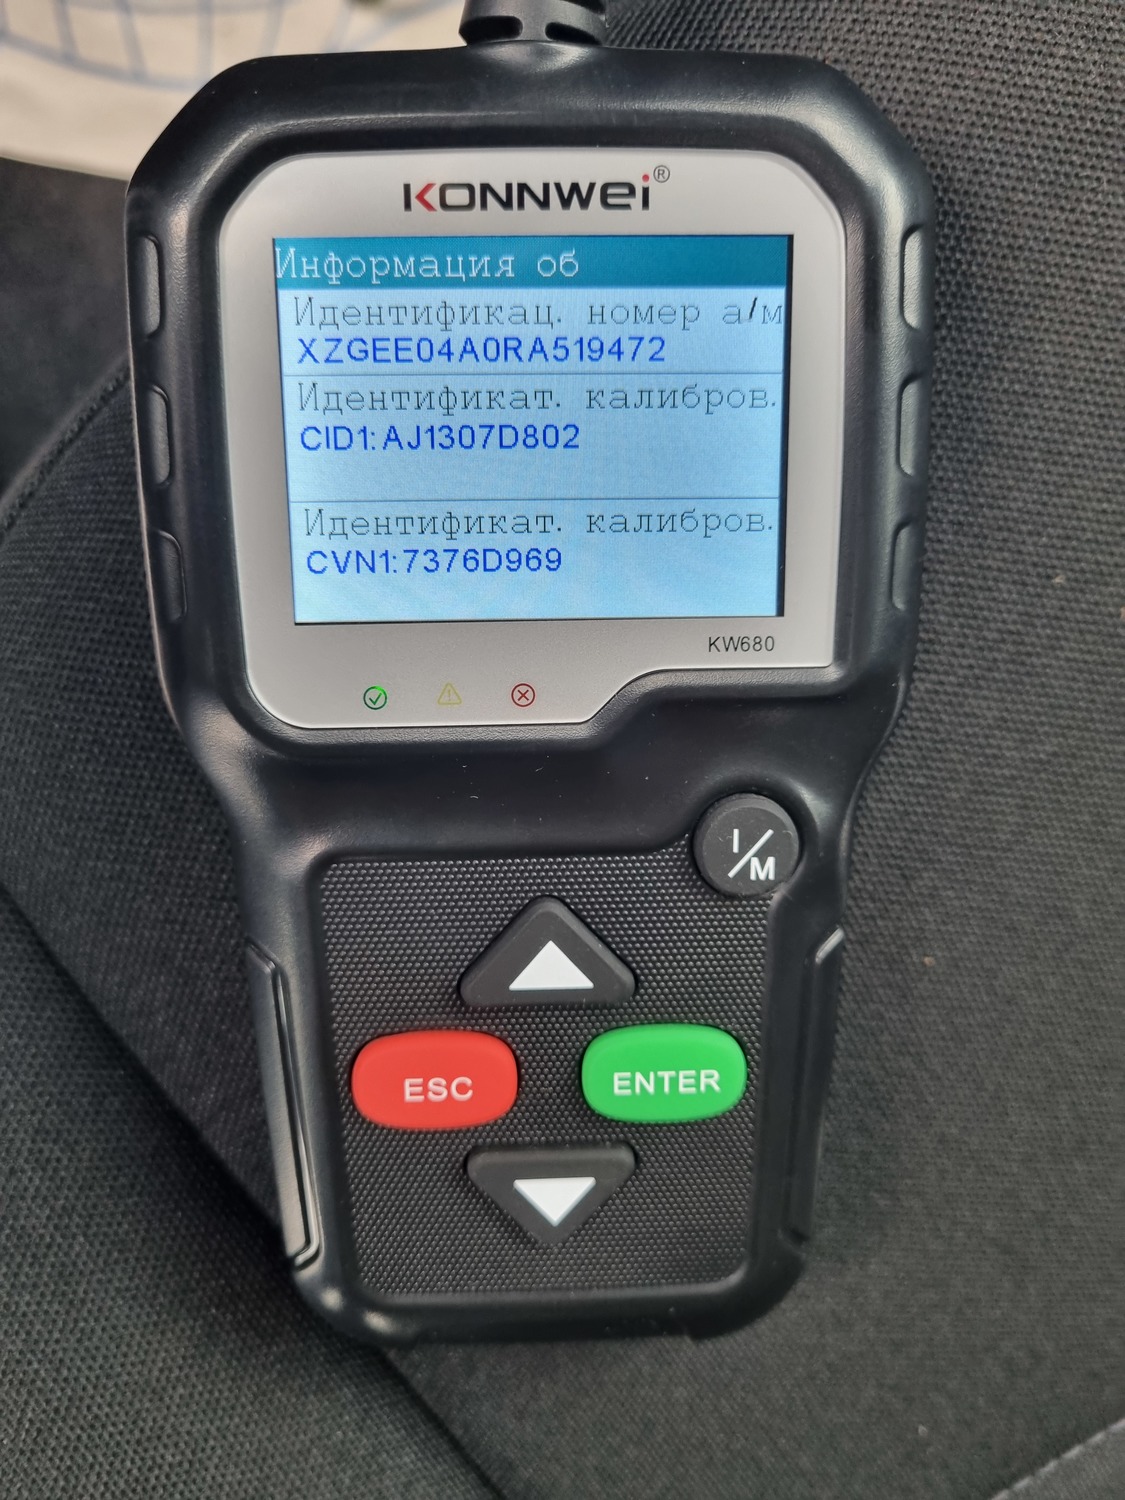 KONNWEI®
Информация об
Идентификац. номер а/м
XZGEE04A0RA519472
Идентификат. калибров.
CID1:AJ1307D802
Идентификат. калибров.
CVN1:7376D969
KW680
I/M
ESC
ENTER